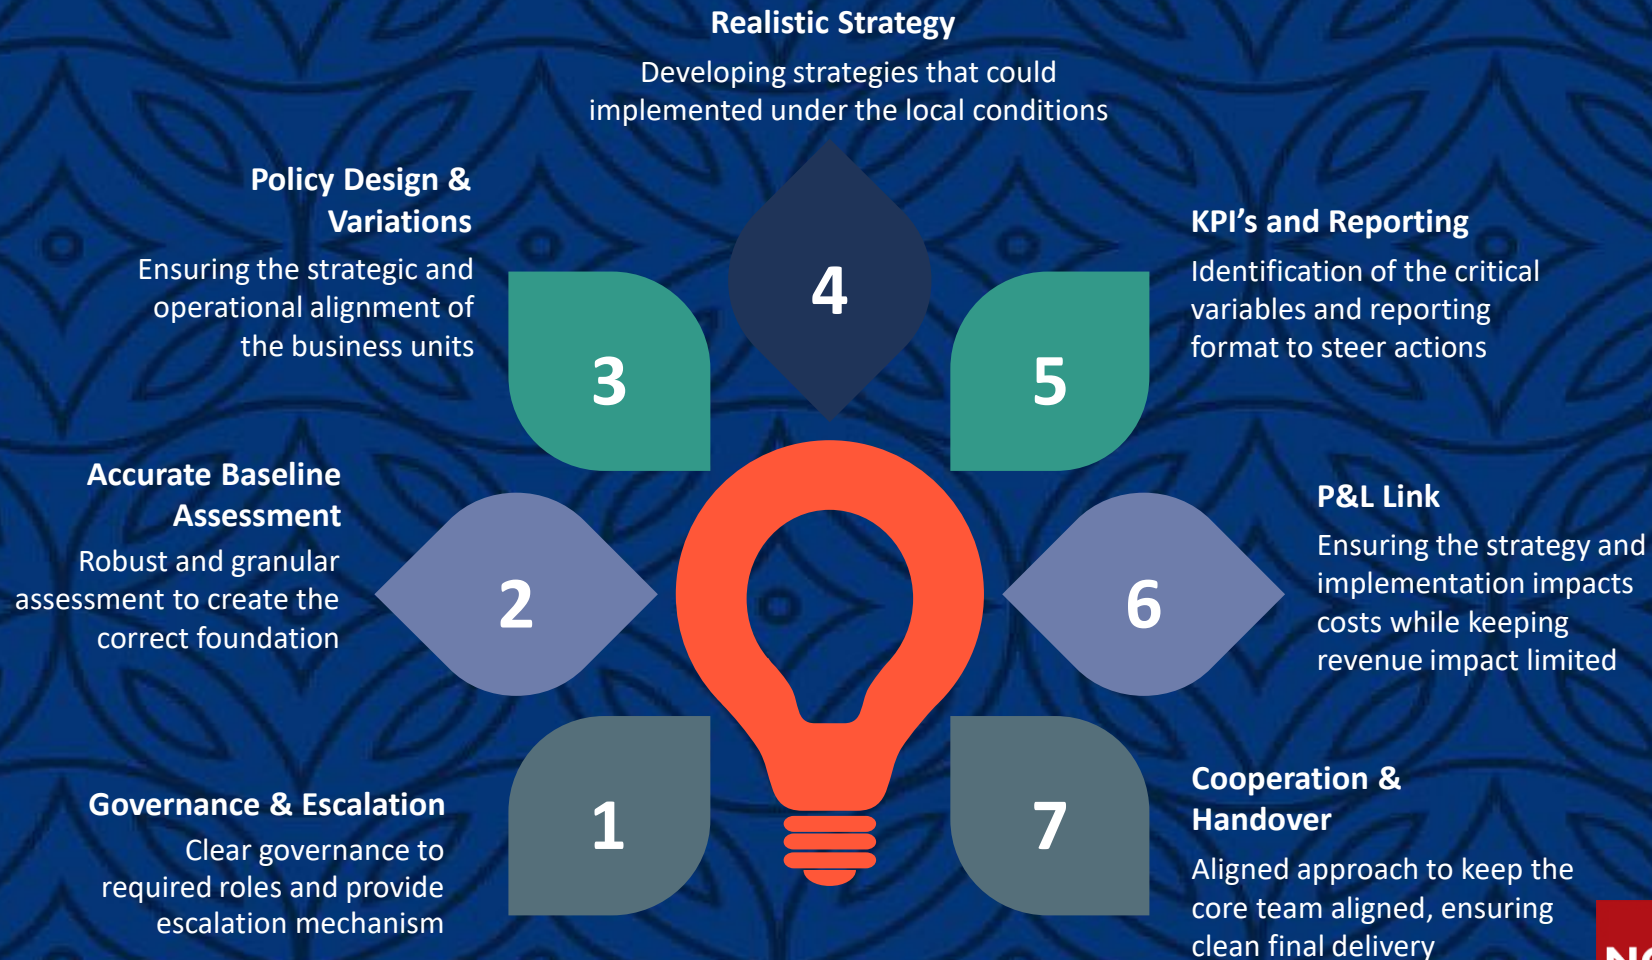 Realistic Strategy
Developing strategies that could
implemented under the local conditions
Policy Design &
Variations
Ensuring the strategic and
operational alignment of
the business units
3
4
5
KPI's and Reporting
Identification of the critical
variables and reporting
format to steer actions
Accurate Baseline
Assessment
Robust and granular
assessment to create the
correct foundation
2
6
P&L Link
Ensuring the strategy and
implementation impacts
costs while keeping
revenue impact limited
Governance & Escalation
Clear governance to
required roles and provide
escalation mechanism
1
7
Cooperation &
Handover
Aligned approach to keep the
core team aligned, ensuring
clean final delivery